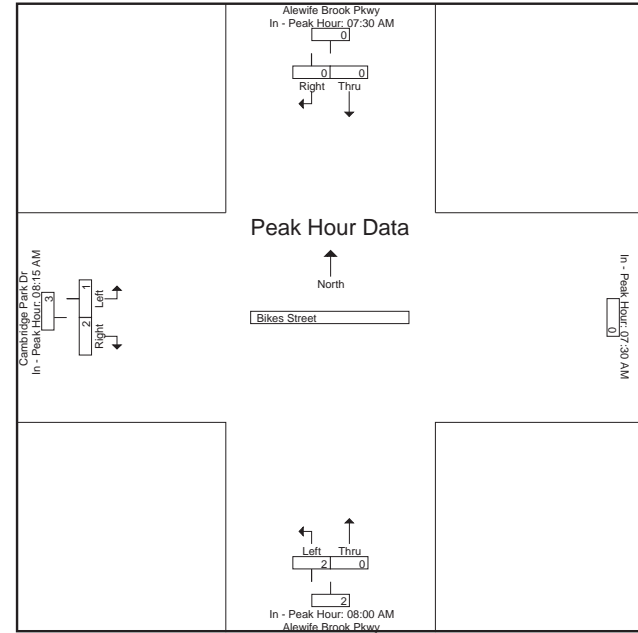 Alewife Brook Pkwy
In - Peak Hour: 07:30 AM
0
0 0
Right Thru
Peak Hour Data
North
Bikes Street
Cambridge Park Dr
In - Peak Hour: 08:15 AM
3
1
Left
2
Right
In - Peak Hour: 07:30 AM
0
Left Thru
2 0
2
In - Peak Hour: 08:00 AM
Alewife Brook Pkwy